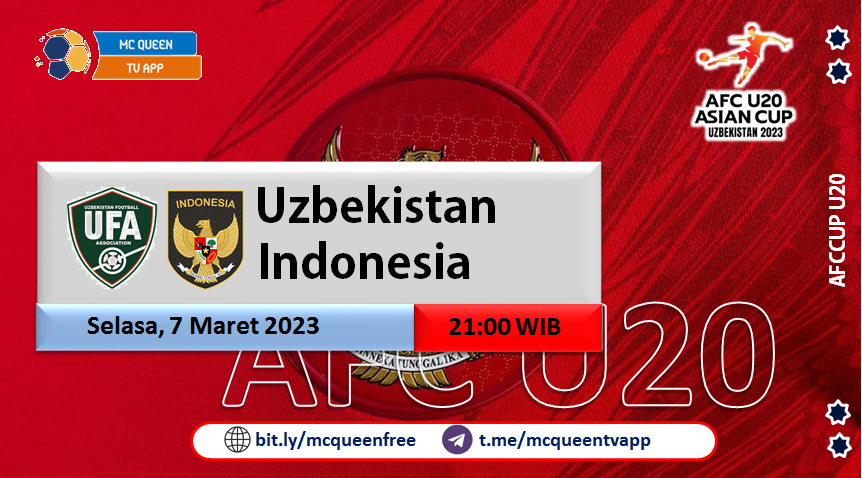 MC QUEEN
TV APP
AFC U20
ASIAN CUP
UZBEKISTAN 2023
UZBEKISTAN FOOTBALL
UFA
ASSOCIATION
INDONESIA
Uzbekistan
Indonesia
AFCCUP U20
Selasa, 7 Maret 2023
21:00 WIB
NNEKA TUNGGAL IKA
AFC U20
bit.ly/mcqueenfree
t.me/mcqueentvapp